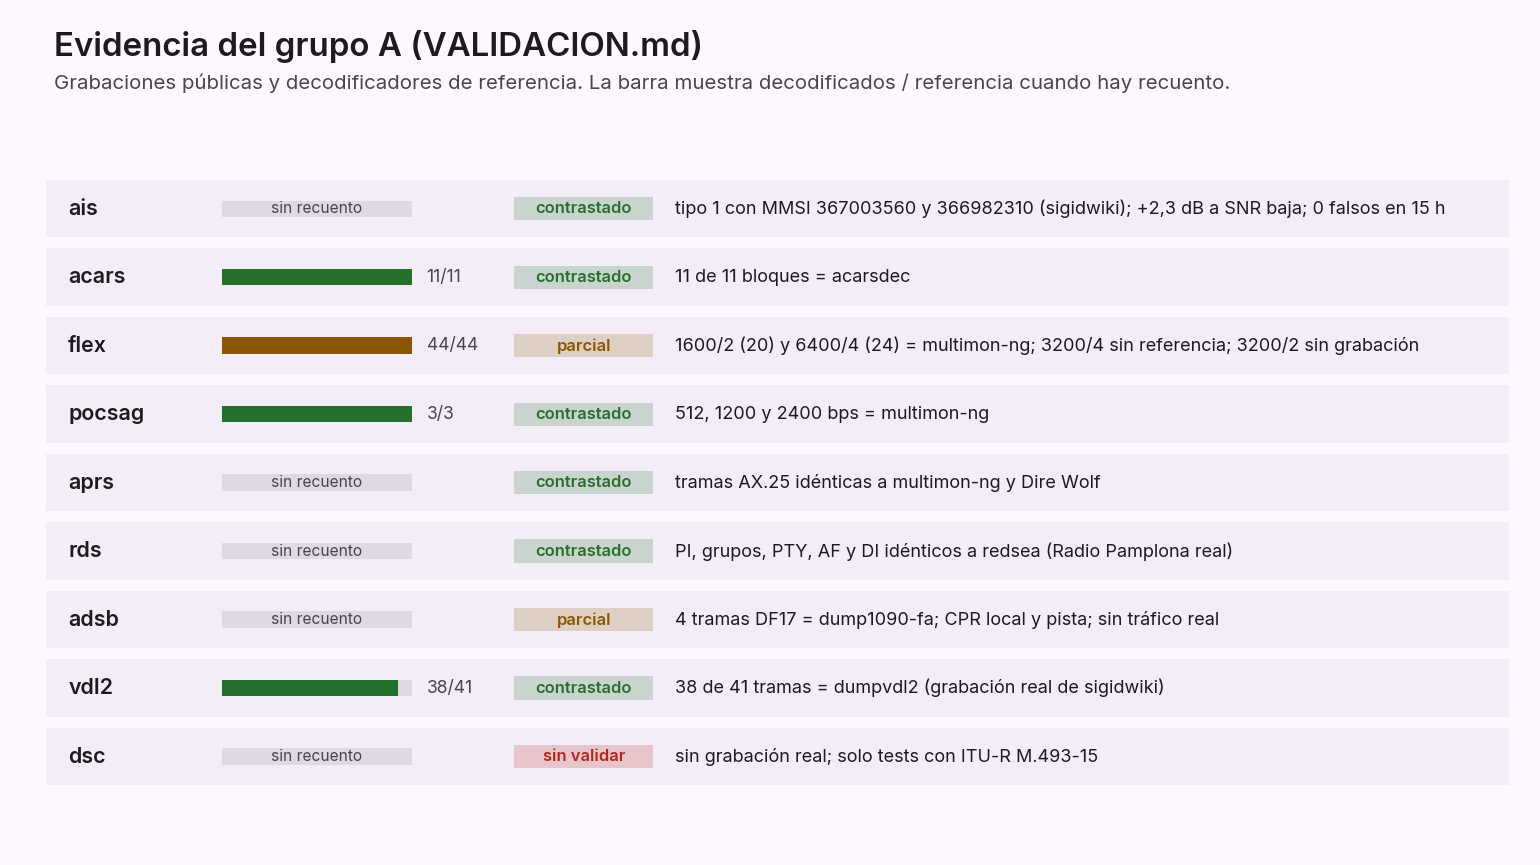 Evidencia del grupo A (VALIDACION.md)
Grabaciones públicas y decodificadores de referencia. La barra muestra decodificados / referencia cuando hay recuento.
ais sin recuento contrastado tipo 1 con MMSI 367003560 y 366982310 (sigidwiki); +2,3 dB a SNR baja; 0 falsos en 15 h
acars 11/11 contrastado 11 de 11 bloques = acarsdec
flex 44/44 parcial 1600/2 (20) y 6400/4 (24) = multimon-ng; 3200/4 sin referencia; 3200/2 sin grabación
pocsag 3/3 contrastado 512, 1200 y 2400 bps = multimon-ng
aprs sin recuento contrastado tramas AX.25 idénticas a multimon-ng y Dire Wolf
rds sin recuento contrastado PI, grupos, PTY, AF y DI idénticos a redsea (Radio Pamplona real)
adsb sin recuento parcial 4 tramas DF17 = dump1090-fa; CPR local y pista; sin tráfico real
vdl2 38/41 contrastado 38 de 41 tramas = dumpvdl2 (grabación real de sigidwiki)
dsc sin recuento sin validar sin grabación real; solo tests con ITU-R M.493-15